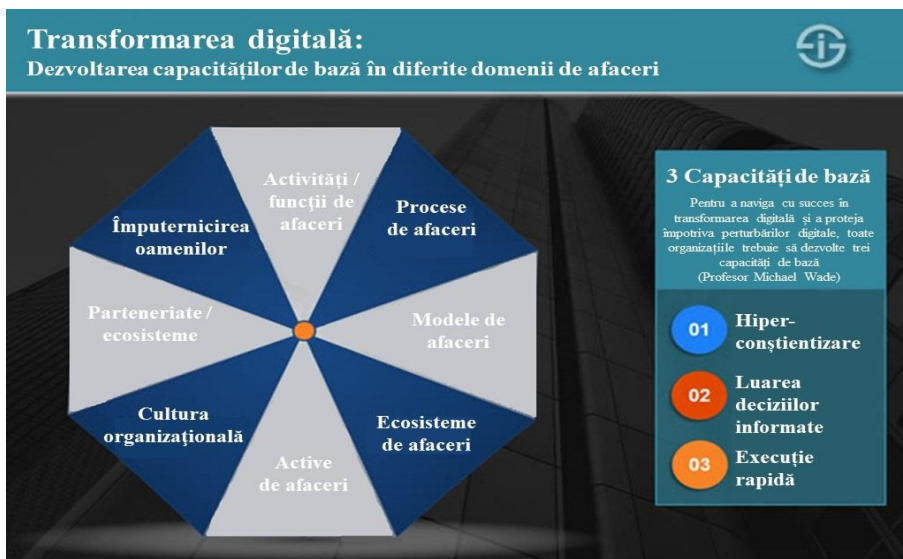 Transformarea digitală:
Dezvoltarea capacităților de bază în diferite domenii de afaceri
Activități /
funcţii de
afaceri
Procese
de afaceri
Modele de
afaceri
Ecosisteme
de afaceri
Active
de afaceri
Cultura
organizaţională
Parteneriate /
ecosisteme
Împuternicirea
oamenilor
3 Capacități de bază
Pentru a naviga cu succes în
transformarea digitală și a proteja
împotriva perturbărilor digitale, toate
organizațiile trebuie să dezvolte trei
capacități de bază
(Profesor Michael Wade)
01
Hiper-
conștientizare
02
Luarea
deciziilor
informate
03
Execuție
rapidă